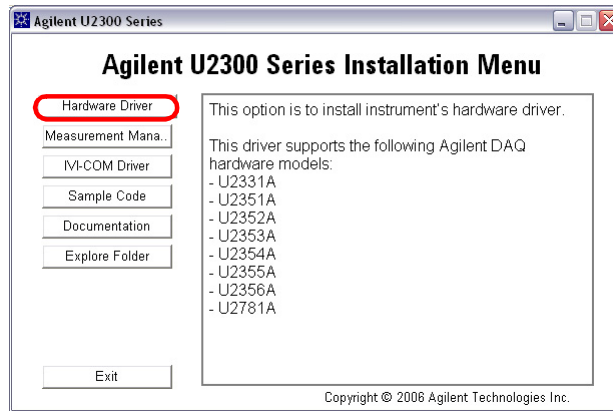 Agilent U2300 Series
Agilent U2300 Series Installation Menu
Hardware Driver
Measurement Mana..
IVI-COM Driver
Sample Code
Documentation
Explore Folder
Exit
This option is to install instrument's hardware driver.
This driver supports the following Agilent DAQ
hardware models:
- U2331A
- U2351A
- U2352A
- U2353A
- U2354A
- U2355A
- U2356A
- U2781A
Copyright © 2006 Agilent Technologies Inc.